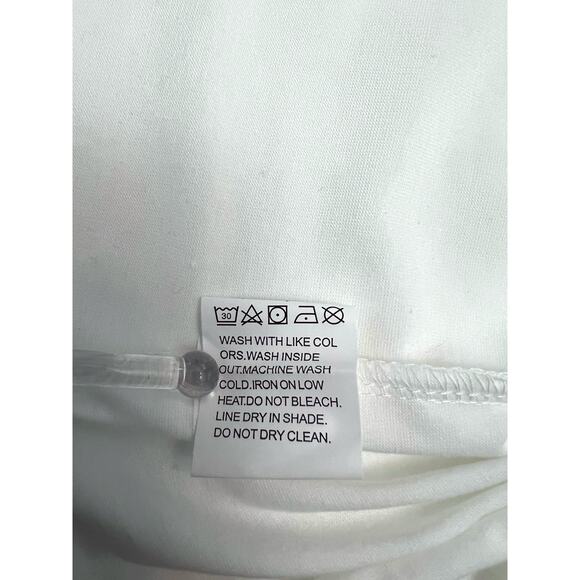 30
WASH WITH LIKE COL
ORS.WASH INSIDE
OUT.MACHINE WASH
COLD.IRON ON LOW
HEAT.DO NOT BLEACH.
LINE DRY IN SHADE.
DO NOT DRY CLEAN.